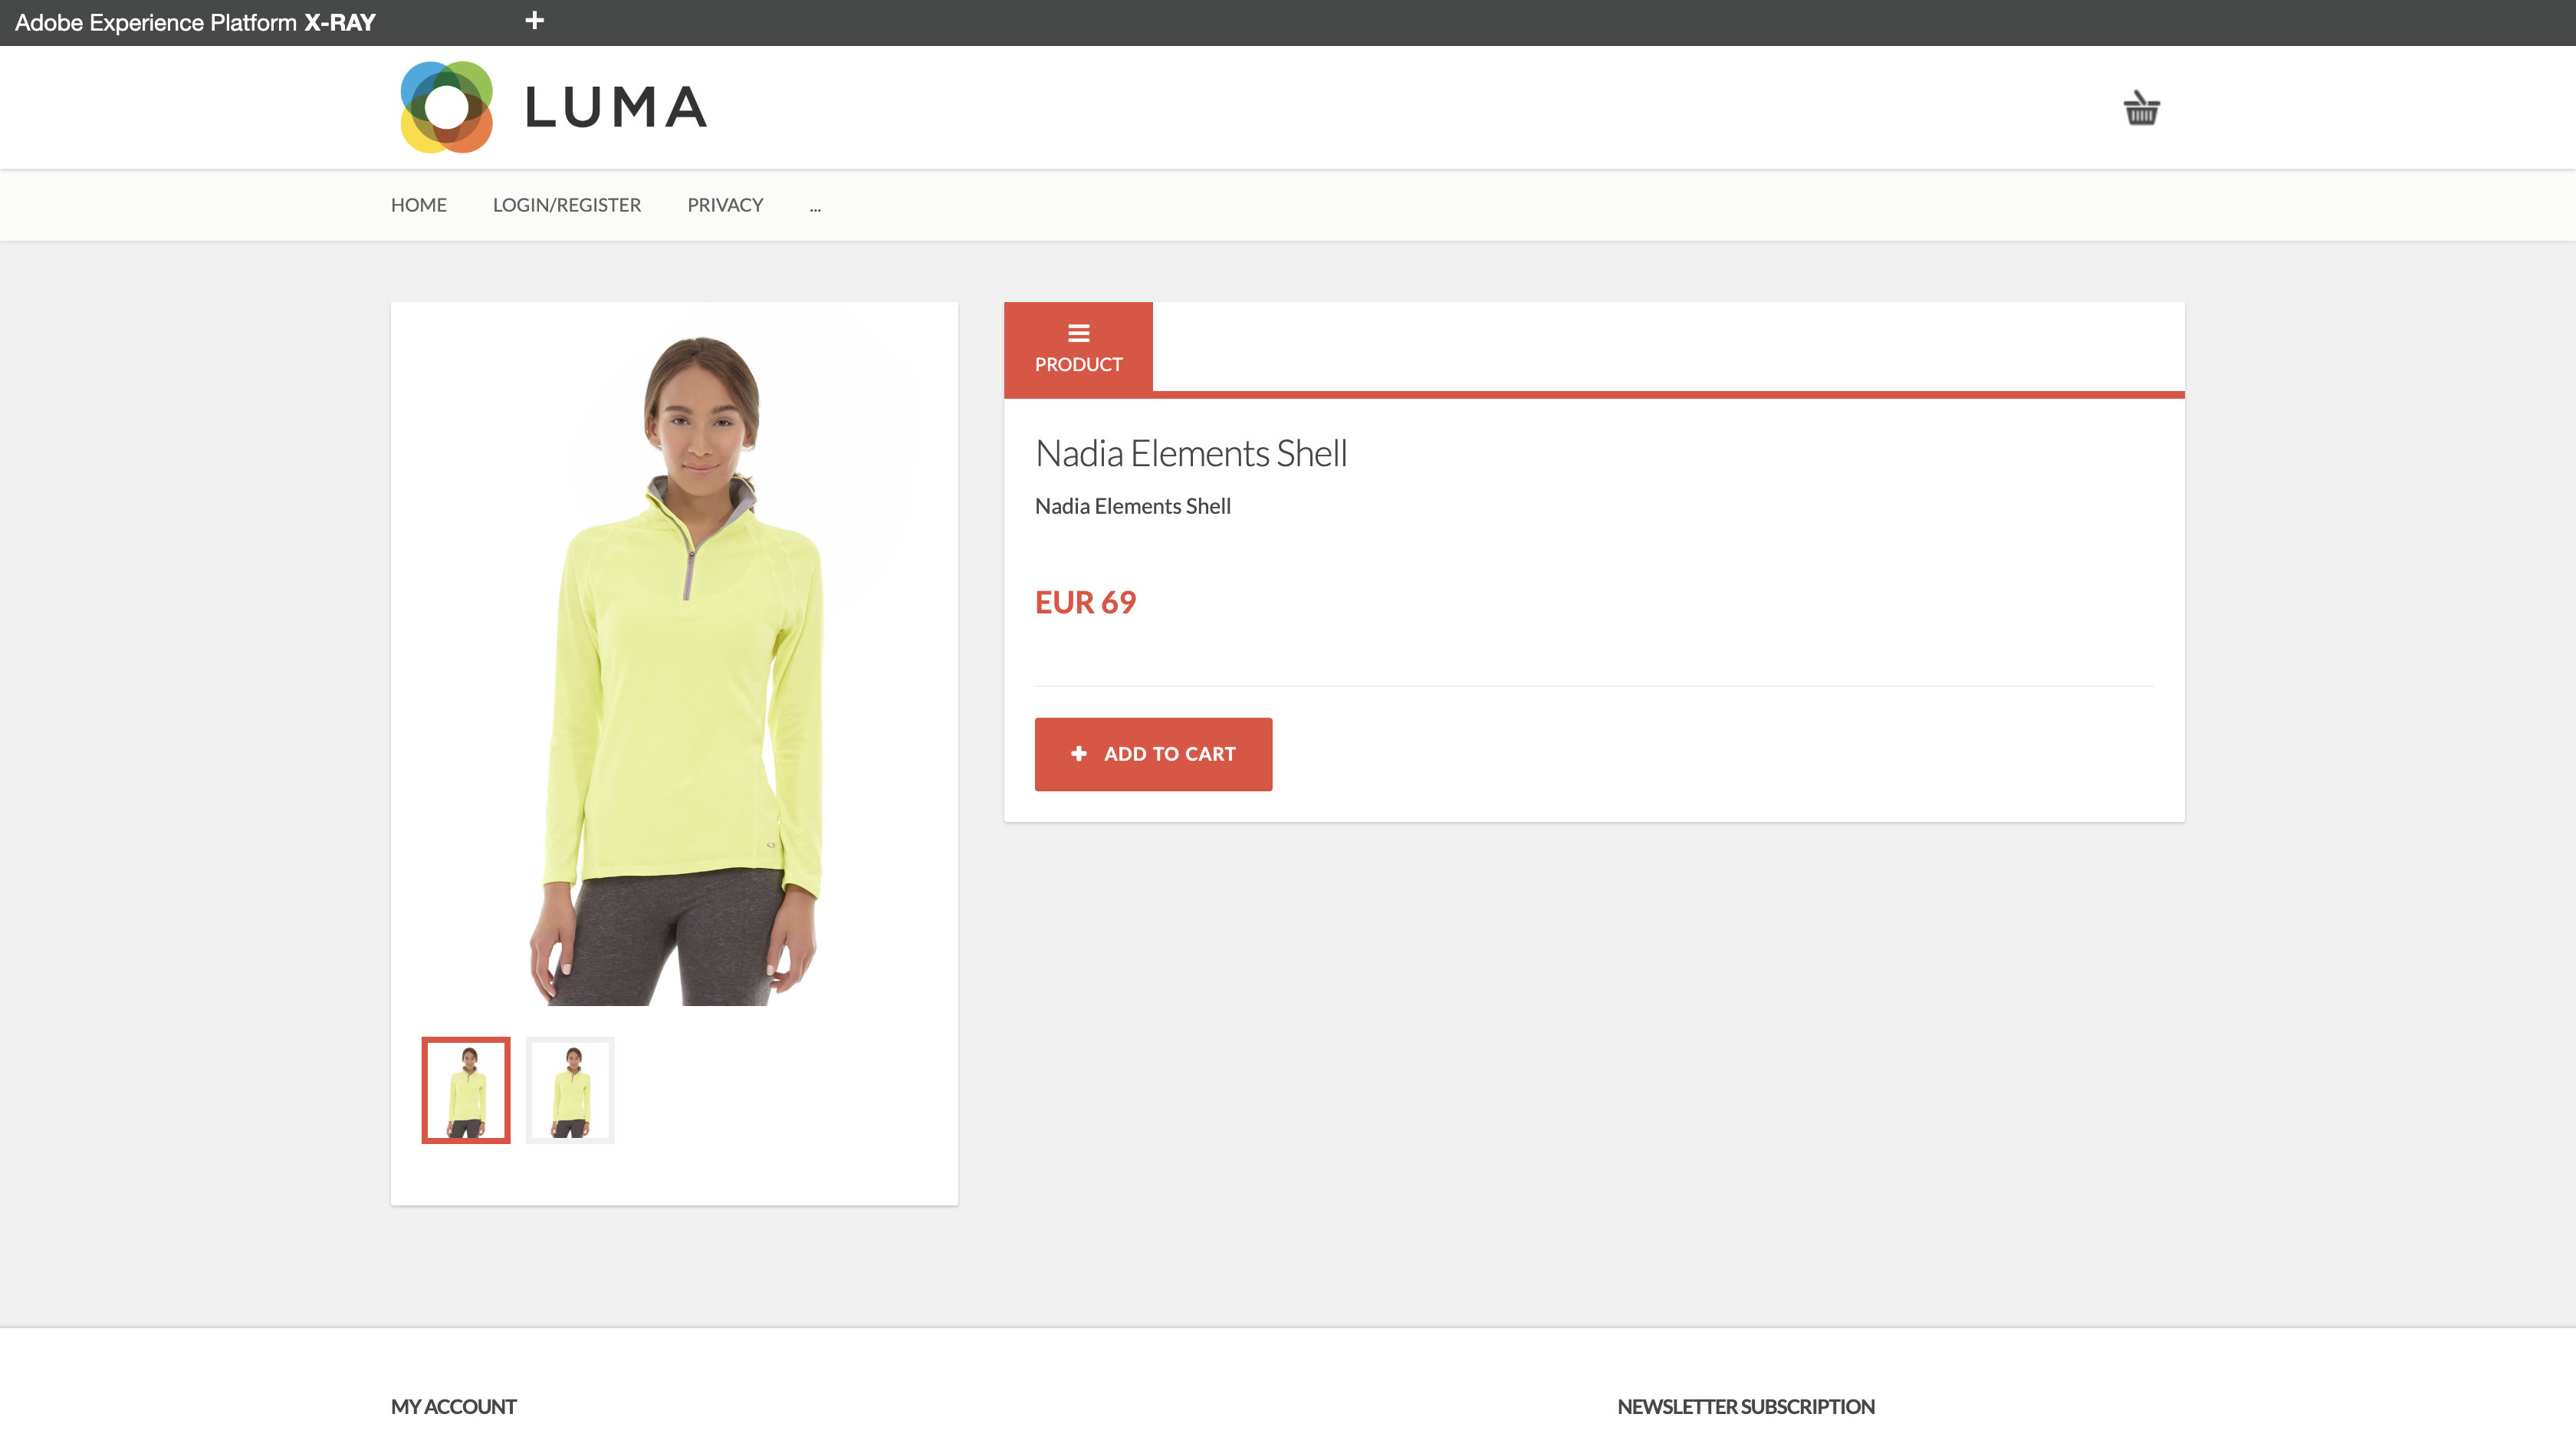 Adobe Experience Platform X-RAY
LUMA
HOME LOGIN/REGISTER PRIVACY ...
PRODUCT
Nadia Elements Shell
Nadia Elements Shell
EUR 69
ADD TO CART
MY ACCOUNT
NEWSLETTER SUBSCRIPTION